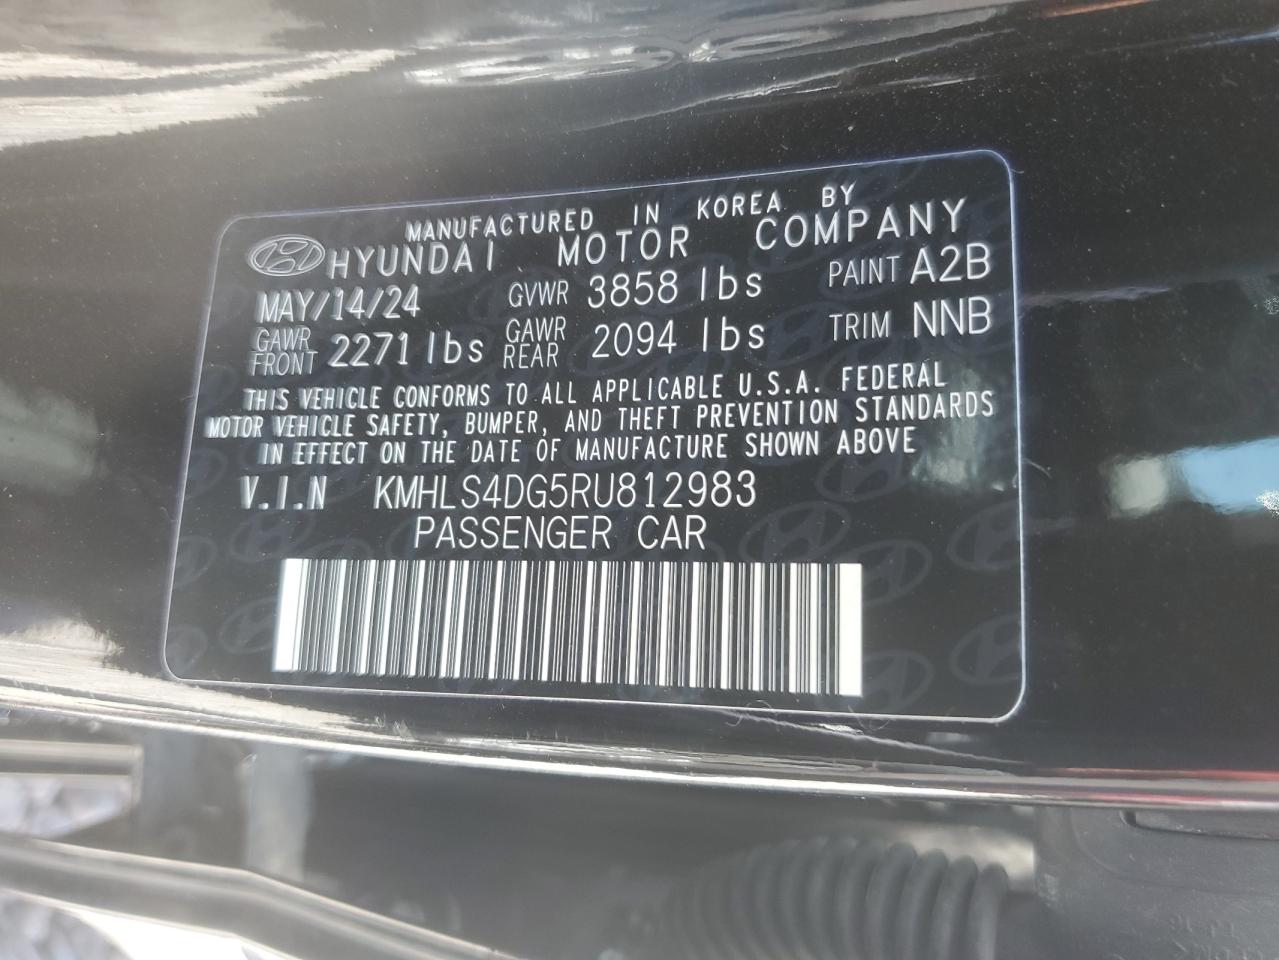 MANUFACTURED IN KOREA BY
HYUNDAI MOTOR COMPANY
MAY/14/24 GVWR 3858 lbs PAINT A2B
GAWR FRONT 2271 lbs GAWR REAR 2094 lbs TRIM NNB
THIS VEHICLE CONFORMS TO ALL APPLICABLE U.S.A. FEDERAL
MOTOR VEHICLE SAFETY, BUMPER, AND THEFT PREVENTION STANDARDS
IN EFFECT ON THE DATE OF MANUFACTURE SHOWN ABOVE
V.I.N KMHLS4DG5RU812983
PASSENGER CAR